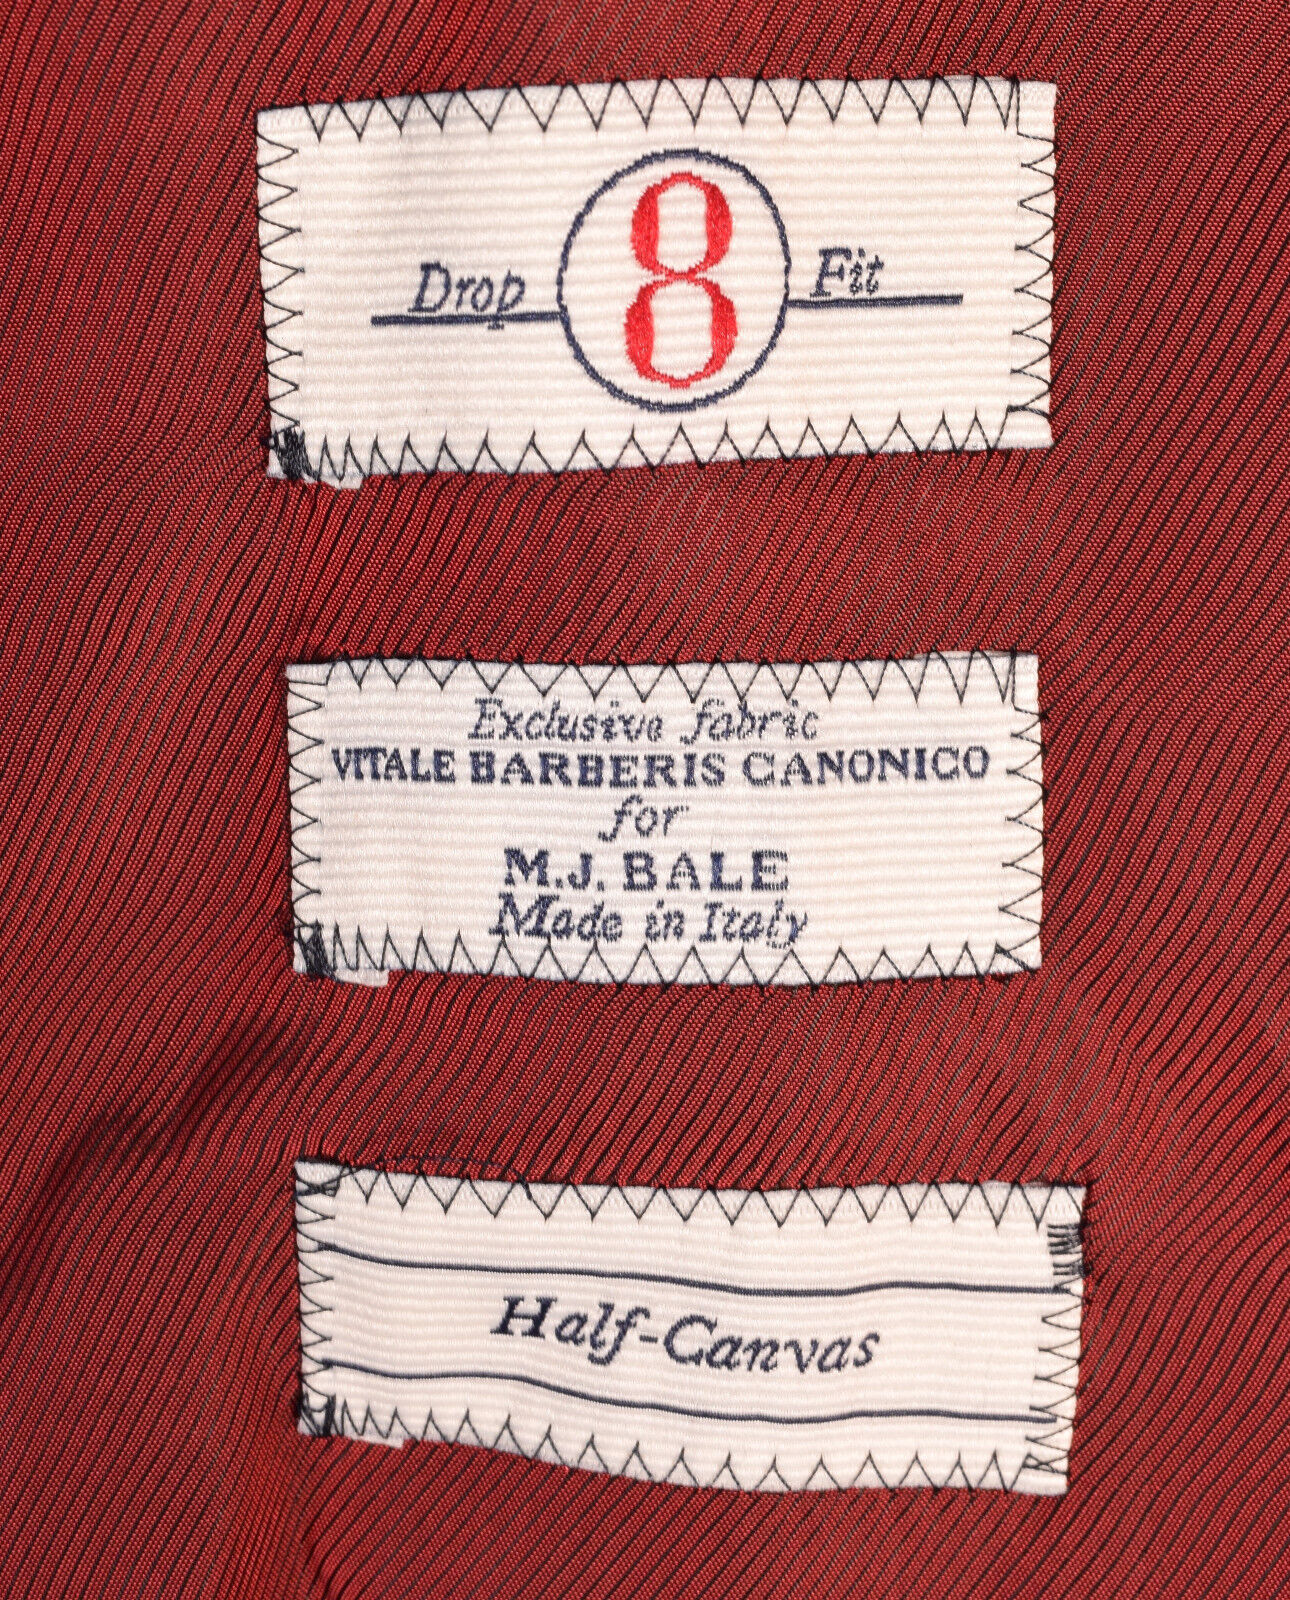 Drop 8 Fit
Exclusive fabric
VITALE BARBERIS CANONICO
for
M.J. BALE
Made in Italy
Half-Canvas